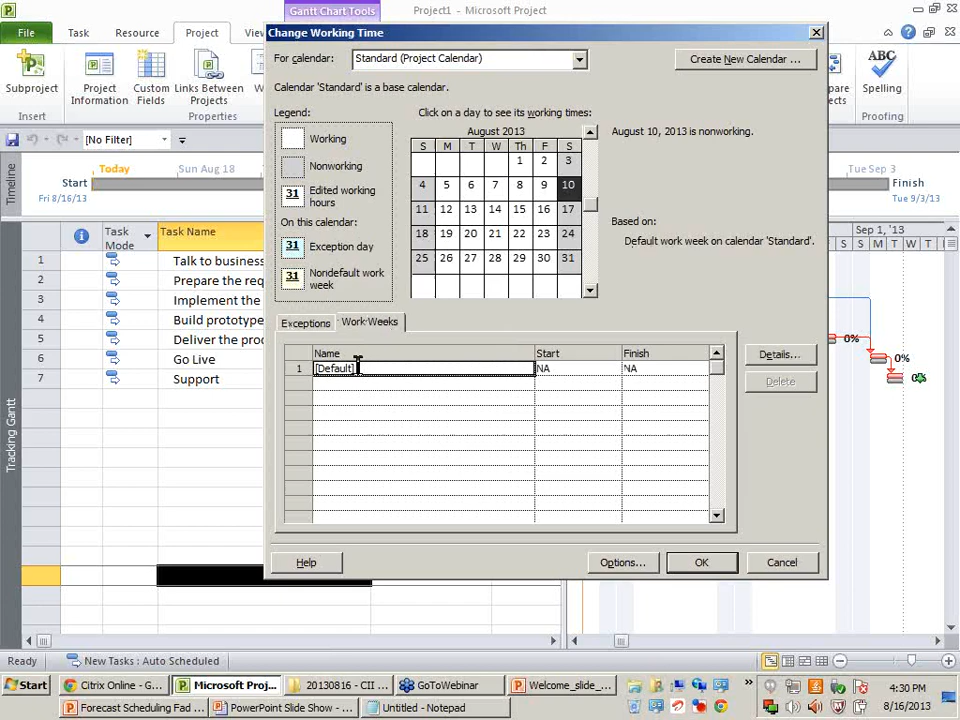 Gantt Chart Tools
Project1 - Microsoft Project
File
Task
Resource
Project
Subproject
Project Information
Custom Fields
Links Between Projects
Insert
Properties
Spelling
Proofing
[No Filter]
Timeline
Today
Sun Aug 18
Tue Sep 3
Start
Fri 8/16/13
Finish
Tue 9/3/13
Task Mode
Task Name
Sep 1, '13
S S M T W T
1 Talk to business
2 Prepare the req
3 Implement the
4 Build prototype
5 Deliver the pro
6 Go Live
7 Support
0%
0%
Tracking Gantt
Change Working Time
For calendar:
Standard (Project Calendar)
Create New Calendar ...
Calendar 'Standard' is a base calendar.
Legend:
Working
Nonworking
31 Edited working hours
On this calendar:
31 Exception day
31 Nondefault work week
Click on a day to see its working times:
August 2013
S M T W Th F S
1 2 3
4 5 6 7 8 9 10
11 12 13 14 15 16 17
18 19 20 21 22 23 24
25 26 27 28 29 30 31
August 10, 2013 is nonworking.
Based on:
Default work week on calendar 'Standard'.
Exceptions
Work Weeks
Name Start Finish
1 [Default] NA NA
Details...
Delete
Help
Options...
OK
Cancel
Ready
New Tasks : Auto Scheduled
Start
Citrix Online - G...
Microsoft Proj...
20130816 - CII ...
GoToWebinar
Welcome_slide_...
4:30 PM
Forecast Scheduling Fad ...
PowerPoint Slide Show - ...
Untitled - Notepad
8/16/2013